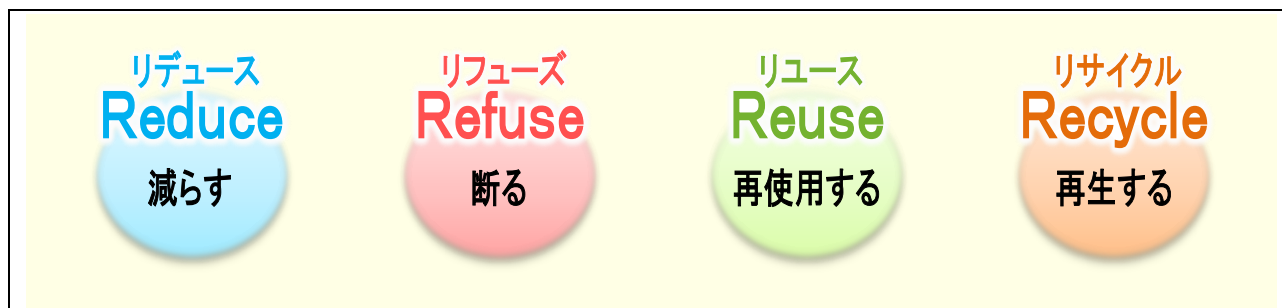 リデュース
Reduce
減らす
リフューズ
Refuse
断る
リユース
Reuse
再使用する
リサイクル
Recycle
再生する